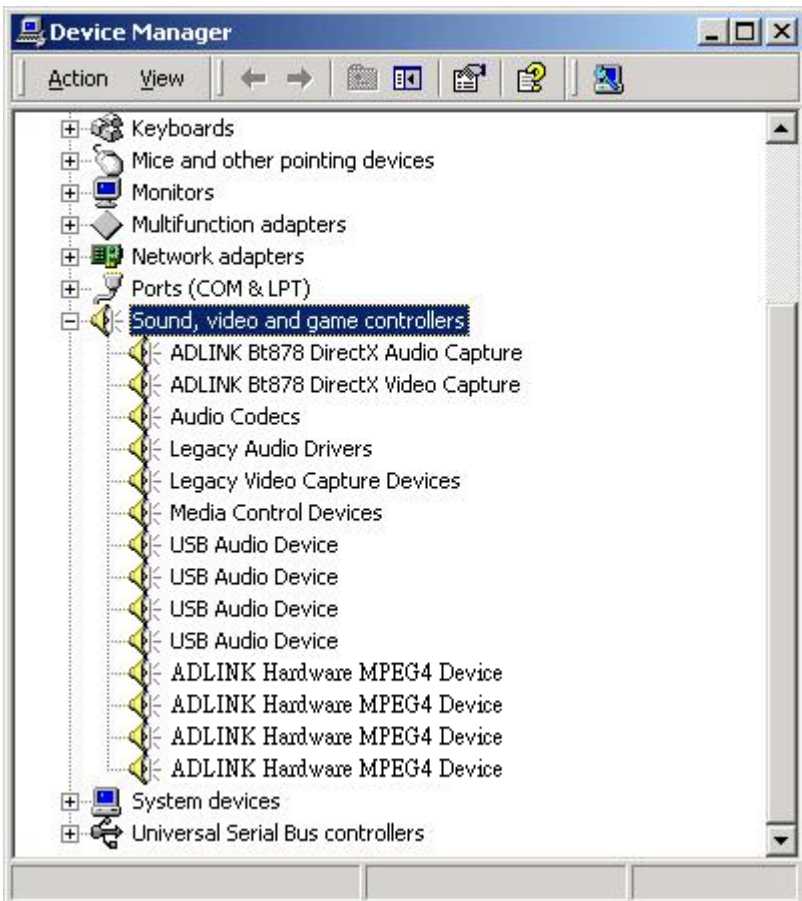 Device Manager
Action View
Keyboards
Mice and other pointing devices
Monitors
Multifunction adapters
Network adapters
Ports (COM & LPT)
Sound, video and game controllers
ADLINK Bt878 DirectX Audio Capture
ADLINK Bt878 DirectX Video Capture
Audio Codecs
Legacy Audio Drivers
Legacy Video Capture Devices
Media Control Devices
USB Audio Device
USB Audio Device
USB Audio Device
USB Audio Device
ADLINK Hardware MPEG4 Device
ADLINK Hardware MPEG4 Device
ADLINK Hardware MPEG4 Device
ADLINK Hardware MPEG4 Device
System devices
Universal Serial Bus controllers